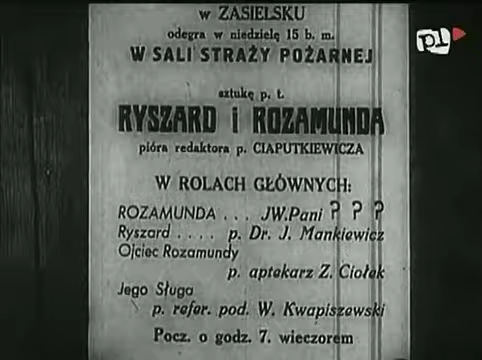 w ZASIELSKU
odegra w niedzielę 15 b. m.
W SALI STRAŻY POŻARNEJ
sztukę p. t.
RYSZARD i ROZAMUNDA
pióra redaktora p. CIAPUTKIEWICZA
W ROLACH GŁÓWNYCH:
ROZAMUNDA . . . JW.Pani ? ? ?
Ryszard . . . . p. Dr. J. Mankiewicz
Ojciec Rozamundy
p. aptekarz Z. Ciołek
Jego Sługa
p. refer. pod. W. Kwapiszewski
Pocz. o godz. 7. wieczorem
p1